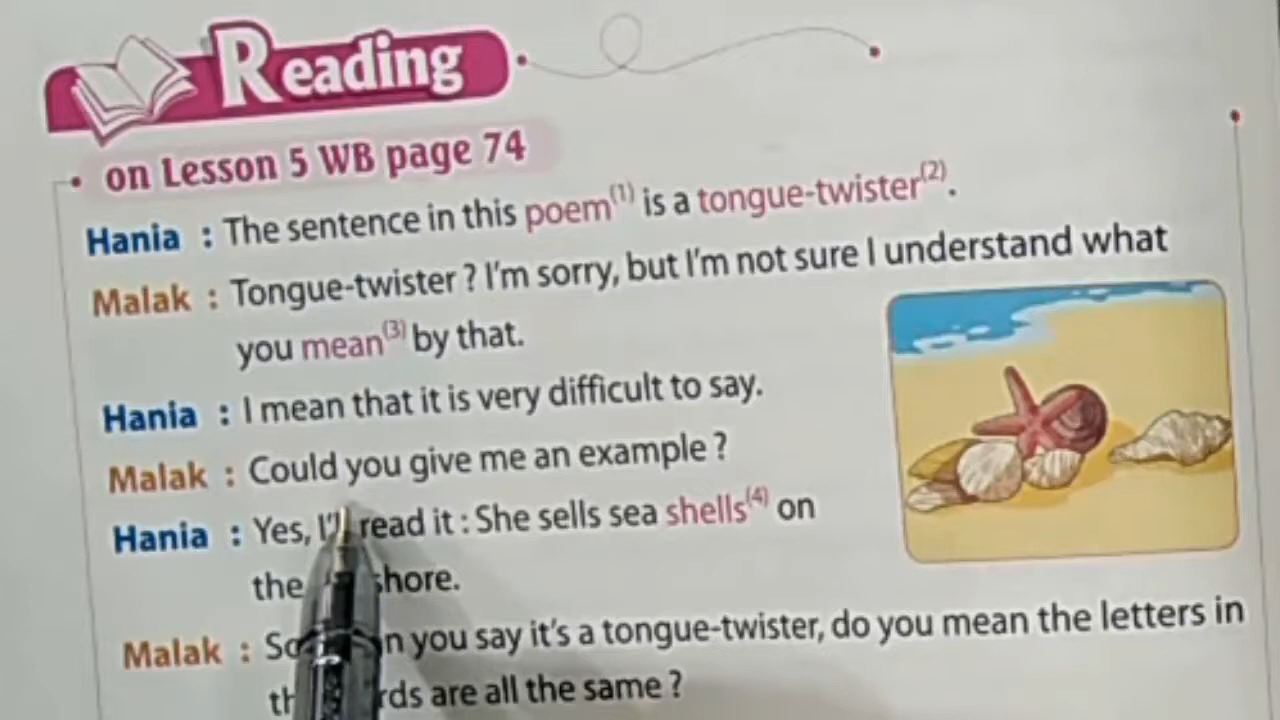 Reading
on Lesson 5 WB page 74
Hania : The sentence in this poem(1) is a tongue-twister(2).
Malak : Tongue-twister ? I'm sorry, but I'm not sure I understand what
you mean(3) by that.
Hania : I mean that it is very difficult to say.
Malak : Could you give me an example ?
Hania : Yes, I'll read it : She sells sea shells(4) on
the shore.
Malak : So you say it's a tongue-twister, do you mean the letters in
are all the same ?